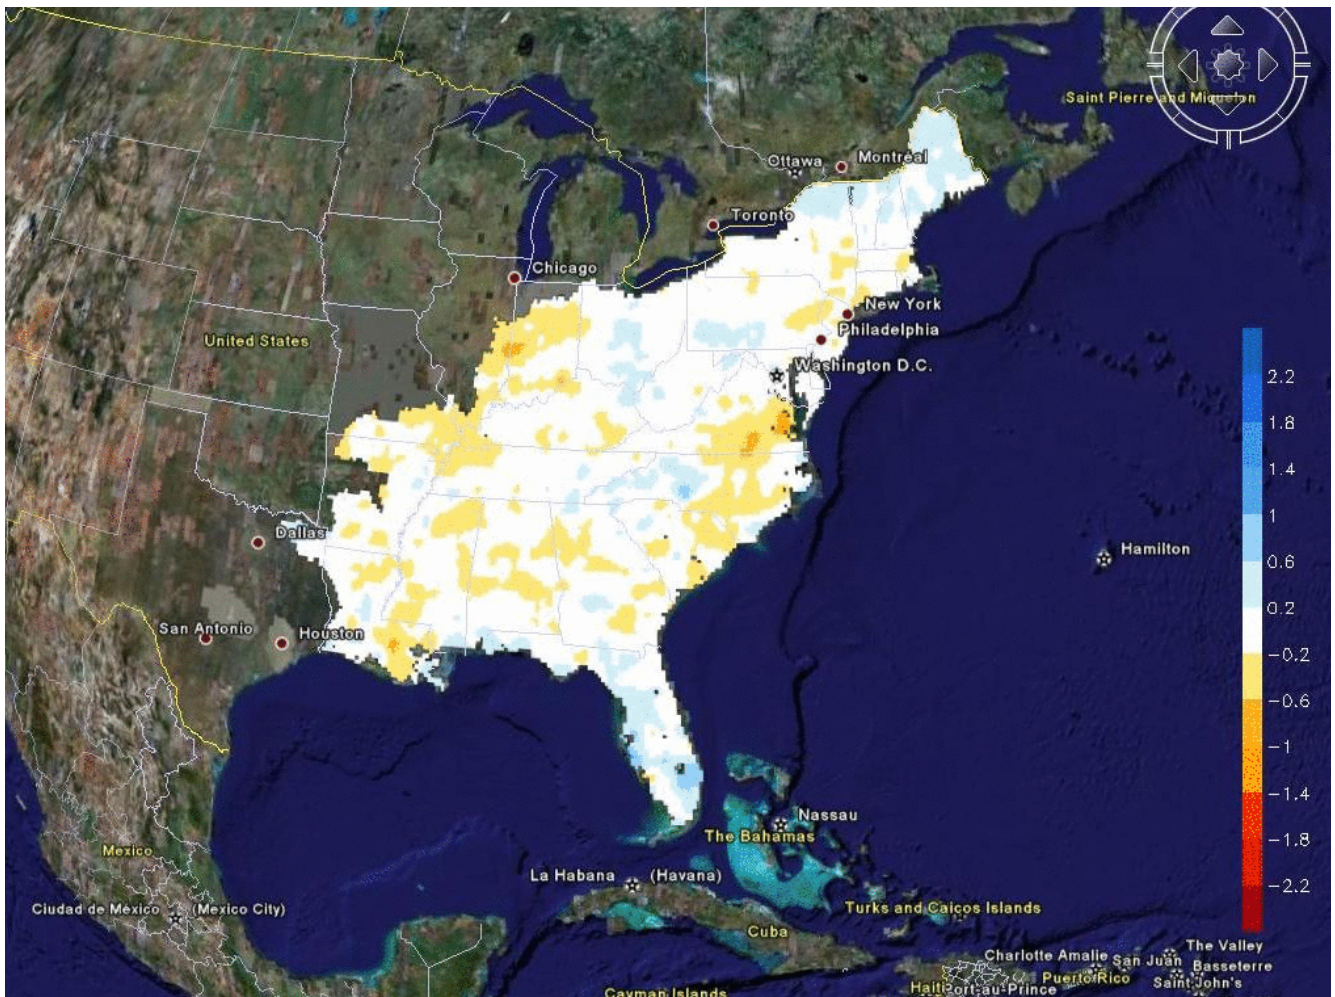 Saint Pierre and Miquelon
Ottawa
Montréal
Toronto
Chicago
New York
United States
Philadelphia
Washington D.C.
2.2
1.8
1.4
1
0.6
0.2
−0.2
−0.6
−1
−1.4
−1.8
−2.2
Dallas
Hamilton
San Antonio
Houston
Nassau
The Bahamas
Mexico
La Habana (Havana)
Ciudad de México (Mexico City)
Turks and Caicos Islands
Cuba
Charlotte Amalie
San Juan
The Valley
Basseterre
Puerto Rico
Saint John's
Haiti
Port-au-Prince
Cayman Islands